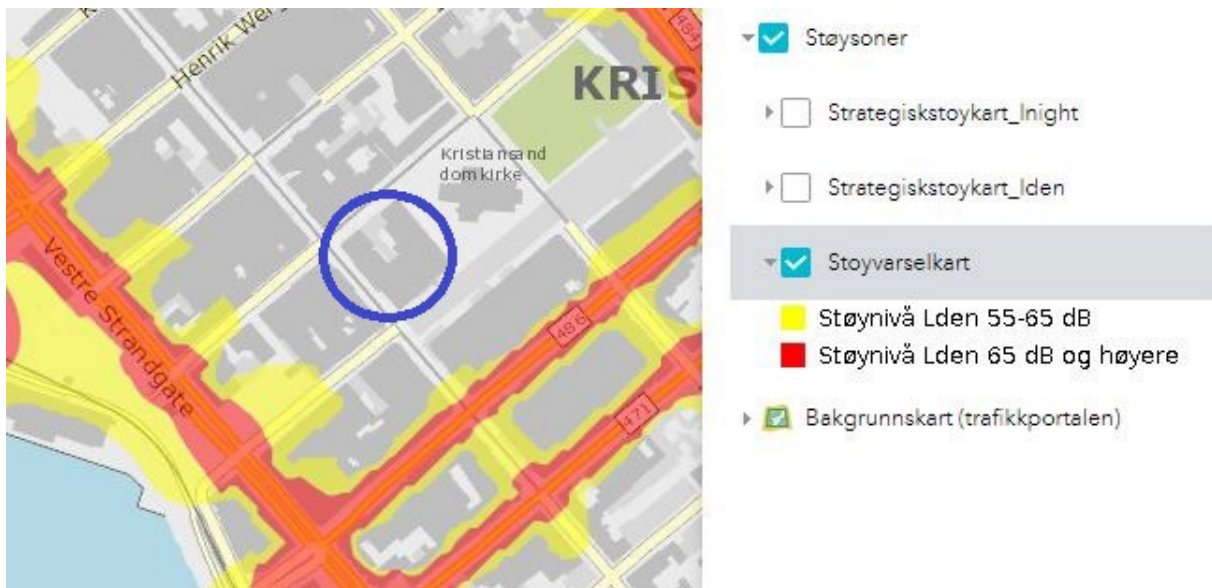 Henrik Wer
484
KRIS
Kristiansand
domkirke
Vestre Strandgate
486
471
Støysoner
Strategiskstoykart_lnight
Strategiskstoykart_lden
Stoyvarselkart
Støynivå Lden 55-65 dB
Støynivå Lden 65 dB og høyere
Bakgrunnskart (trafikkportalen)